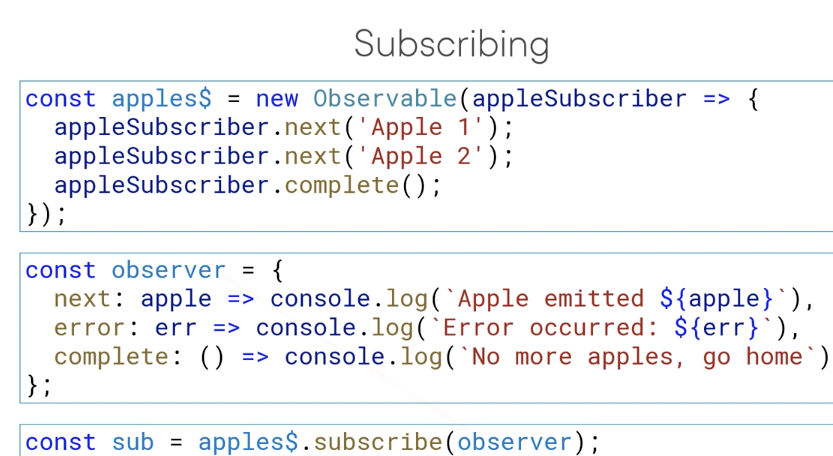 Subscribing
const apples$ = new Observable(appleSubscriber => {
  appleSubscriber.next('Apple 1');
  appleSubscriber.next('Apple 2');
  appleSubscriber.complete();
});
const observer = {
  next: apple => console.log(`Apple emitted ${apple}`),
  error: err => console.log(`Error occurred: ${err}`),
  complete: () => console.log(`No more apples, go home`)
};
const sub = apples$.subscribe(observer);